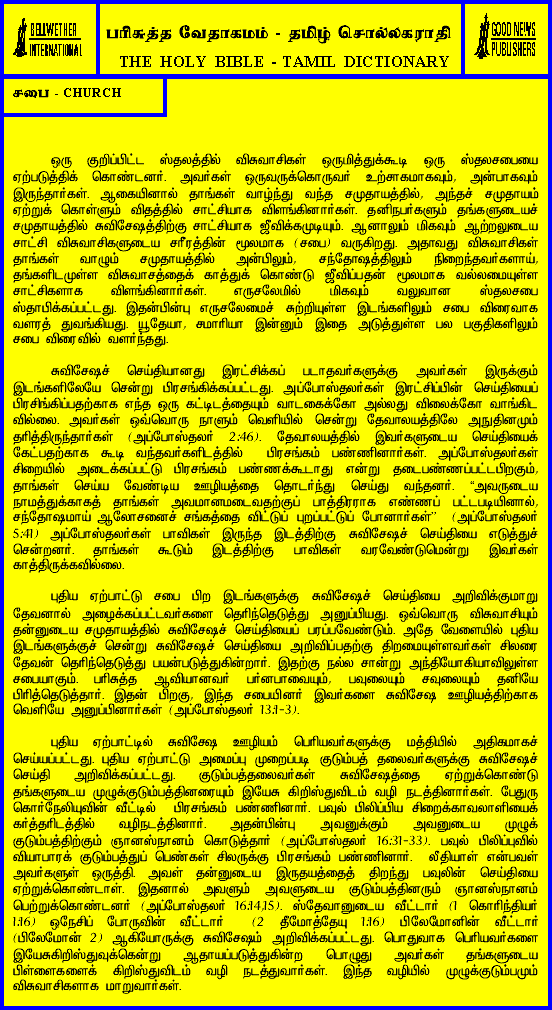 BELLWETHER
INTERNATIONAL
பரிசுத்த வேதாகமம் - தமிழ் சொல்லகராதி
THE HOLY BIBLE - TAMIL DICTIONARY
GOOD NEWS
PUBLISHERS
சபை - CHURCH
ஒரு குறிப்பிட்ட ஸ்தலத்தில் விசுவாசிகள் ஒருமித்துக்கூடி ஒரு ஸ்தலசபையை
ஏற்படுத்திக் கொண்டனர். அவர்கள் ஒருவருக்கொருவர் உற்சாகமாகவும், அன்பாகவும்
இருந்தார்கள். ஆகையினால் தாங்கள் வாழ்ந்து வந்த சமுதாயத்தில், அந்தச் சமுதாயம்
ஏற்றுக் கொள்ளும் விதத்தில் சாட்சியாக விளங்கினார்கள். தனிநபர்களும் தங்களுடையச்
சமுதாயத்தில் சுவிசேஷத்திற்கு சாட்சியாக ஜீவிக்கமுடியும். ஆனாலும் மிகவும் ஆற்றலுடைய
சாட்சி விசுவாசிகளுடைய சரீரத்தின் மூலமாக (சபை) வருகிறது. அதாவது விசுவாசிகள்
தாங்கள் வாழும் சமுதாயத்தில் அன்பிலும், சந்தோஷத்திலும் நிறைந்தவர்களாய்,
தங்களிடமுள்ள விசுவாசத்தைக் காத்துக் கொண்டு ஜீவிப்பதன் மூலமாக வல்லமையுள்ள
சாட்சிகளாக விளங்கினார்கள். எருசலேமில் மிகவும் வலுவான ஸ்தலசபை
ஸ்தாபிக்கப்பட்டது. இதன்பின்பு எருசலேமைச் சுற்றியுள்ள இடங்களிலும் சபை விரைவாக
வளரத் துவங்கியது. யூதேயா, சமாரியா இன்னும் இதை அடுத்துள்ள பல பகுதிகளிலும்
சபை விரைவில் வளர்ந்தது.
சுவிசேஷச் செய்தியானது இரட்சிக்கப் படாதவர்களுக்கு அவர்கள் இருக்கும்
இடங்களிலேயே சென்று பிரசங்கிக்கப்பட்டது. அப்போஸ்தலர்கள் இரட்சிப்பின் செய்தியைப்
பிரசிங்கிப்பதற்காக எந்த ஒரு கட்டிடத்தையும் வாடகைக்கோ அல்லது விலைக்கோ வாங்கிட
வில்லை. அவர்கள் ஒவ்வொரு நாளும் வெளியில் சென்று தேவாலயத்திலே அநுதினமும்
தரித்திருந்தார்கள் (அப்போஸ்தலர் 2:46). தேவாலயத்தில் இவர்களுடைய செய்தியைக்
கேட்பதற்காக கூடி வந்தவர்களிடத்தில் பிரசங்கம் பண்ணினார்கள். அப்போஸ்தலர்கள்
சிறையில் அடைக்கப்பட்டு பிரசங்கம் பண்ணக்கூடாது என்று தடைபண்ணப்பட்டபிறகும்,
தாங்கள் செய்ய வேண்டிய ஊழியத்தை தொடர்ந்து செய்து வந்தனர். "அவருடைய
நாமத்துக்காகத் தாங்கள் அவமானமடைவதற்குப் பாத்திரராக எண்ணப் பட்டபடியினால்,
சந்தோஷமாய் ஆலோசனைச் சங்கத்தை விட்டுப் புறப்பட்டுப் போனார்கள்" (அப்போஸ்தலர்
5:41) அப்போஸ்தலர்கள் பாவிகள் இருந்த இடத்திற்கு சுவிசேஷச் செய்தியை எடுத்துச்
சென்றனர். தாங்கள் கூடும் இடத்திற்கு பாவிகள் வரவேண்டுமென்று இவர்கள்
காத்திருக்கவில்லை.
புதிய ஏற்பாட்டு சபை பிற இடங்களுக்கு சுவிசேஷச் செய்தியை அறிவிக்குமாறு
தேவனால் அழைக்கப்பட்டவர்களை தெரிந்தெடுத்து அனுப்பியது. ஒவ்வொரு விசுவாசியும்
தன்னுடைய சமுதாயத்தில் சுவிசேஷச் செய்தியைப் பரப்பவேண்டும். அதே வேளையில் புதிய
இடங்களுக்குச் சென்று சுவிசேஷச் செய்தியை அறிவிப்பதற்கு திறமையுள்ளவர்கள் சிலரை
தேவன் தெரிந்தெடுத்து பயன்படுத்துகின்றார். இதற்கு நல்ல சான்று அந்தியோகியாவிலுள்ள
சபையாகும். பரிசுத்த ஆவியானவர் பர்னபாவையும், பவுலையும் சவுலையும் தனியே
பிரித்தெடுத்தார். இதன் பிறகு, இந்த சபையினர் இவர்களை சுவிசேஷ ஊழியத்திற்காக
வெளியே அனுப்பினார்கள் (அப்போஸ்தலர் 13:1-3).
புதிய ஏற்பாட்டில் சுவிசேஷ ஊழியம் பெரியவர்களுக்கு மத்தியில் அதிகமாகச்
செய்யப்பட்டது. புதிய ஏற்பாட்டு அமைப்பு முறைப்படி குடும்பத் தலைவர்களுக்கு சுவிசேஷச்
செய்தி அறிவிக்கப்பட்டது. குடும்பத்தலைவர்கள் சுவிசேஷத்தை ஏற்றுக்கொண்டு
தங்களுடைய முழுக்குடும்பத்தினரையும் இயேசு கிறிஸ்துவிடம் வழி நடத்தினார்கள். பேதுரு
கொர்நேலியுவின் வீட்டில் பிரசங்கம் பண்ணினார். பவுல் பிலிப்பிய சிறைக்காவலாளியைக்
கர்த்தரிடத்தில் வழிநடத்தினார். அதன்பின்பு அவனுக்கும் அவனுடைய முழுக்
குடும்பத்திற்கும் ஞானஸ்நானம் கொடுத்தார் (அப்போஸ்தலர் 16:31-33). பவுல் பிலிப்புவில்
வியாபாரக் குடும்பத்துப் பெண்கள் சிலருக்கு பிரசங்கம் பண்ணினார். லீதியாள் என்பவள்
அவர்களுள் ஒருத்தி. அவள் தன்னுடைய இருதயத்தைத் திறந்து பவுலின் செய்தியை
ஏற்றுக்கொண்டாள். இதனால் அவளும் அவளுடைய குடும்பத்தினரும் ஞானஸ்நானம்
பெற்றுக்கொண்டனர் (அப்போஸ்தலர் 16:14,15). ஸ்தேவானுடைய வீட்டார் (1 கொரிந்தியர்
1:16) ஒநேசிப் போருவின் வீட்டார் (2 தீமோத்தேயு 1:16) பிலேமோனின் வீட்டார்
(பிலேமோன் 2) ஆகியோருக்கு சுவிசேஷம் அறிவிக்கப்பட்டது. பொதுவாக பெரியவர்களை
இயேசுகிறிஸ்துவுக்கென்று ஆதாயப்படுத்துகின்ற பொழுது அவர்கள் தங்களுடைய
பிள்ளைகளைக் கிறிஸ்துவிடம் வழி நடத்துவார்கள். இந்த வழியில் முழுக்குடும்பமும்
விசுவாசிகளாக மாறுவார்கள்.